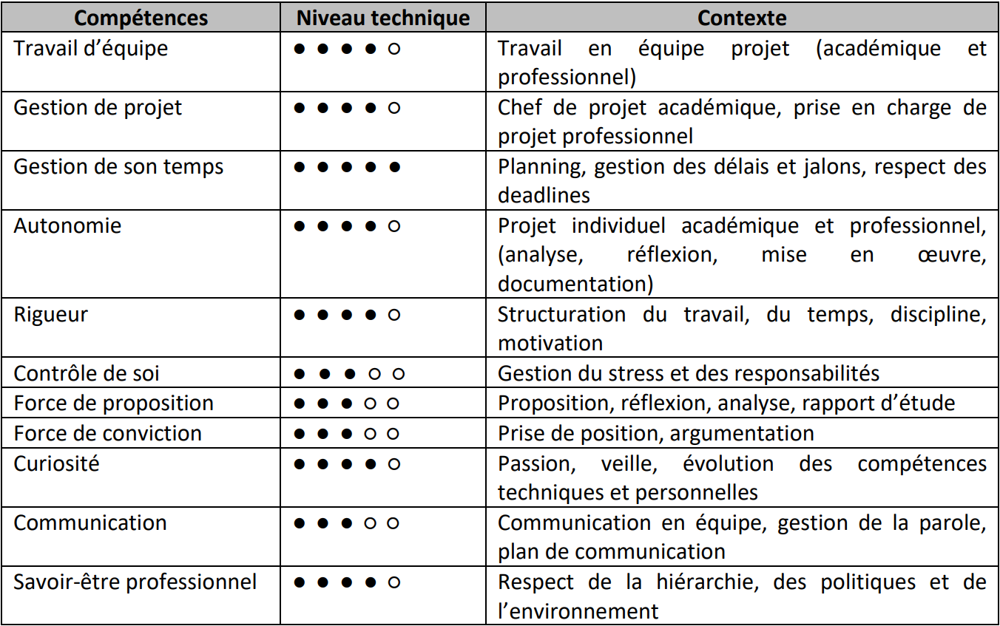 Compétences Niveau technique Contexte
Travail d’équipe ● ● ● ● ○ Travail en équipe projet (académique et
professionnel)
Gestion de projet ● ● ● ● ○ Chef de projet académique, prise en charge de
projet professionnel
Gestion de son temps ● ● ● ● ● Planning, gestion des délais et jalons, respect des
deadlines
Autonomie ● ● ● ● ○ Projet individuel académique et professionnel,
(analyse, réflexion, mise en œuvre,
documentation)
Rigueur ● ● ● ● ○ Structuration du travail, du temps, discipline,
motivation
Contrôle de soi ● ● ● ○ ○ Gestion du stress et des responsabilités
Force de proposition ● ● ● ○ ○ Proposition, réflexion, analyse, rapport d’étude
Force de conviction ● ● ● ○ ○ Prise de position, argumentation
Curiosité ● ● ● ● ○ Passion, veille, évolution des compétences
techniques et personnelles
Communication ● ● ● ○ ○ Communication en équipe, gestion de la parole,
plan de communication
Savoir-être professionnel ● ● ● ● ○ Respect de la hiérarchie, des politiques et de
l’environnement